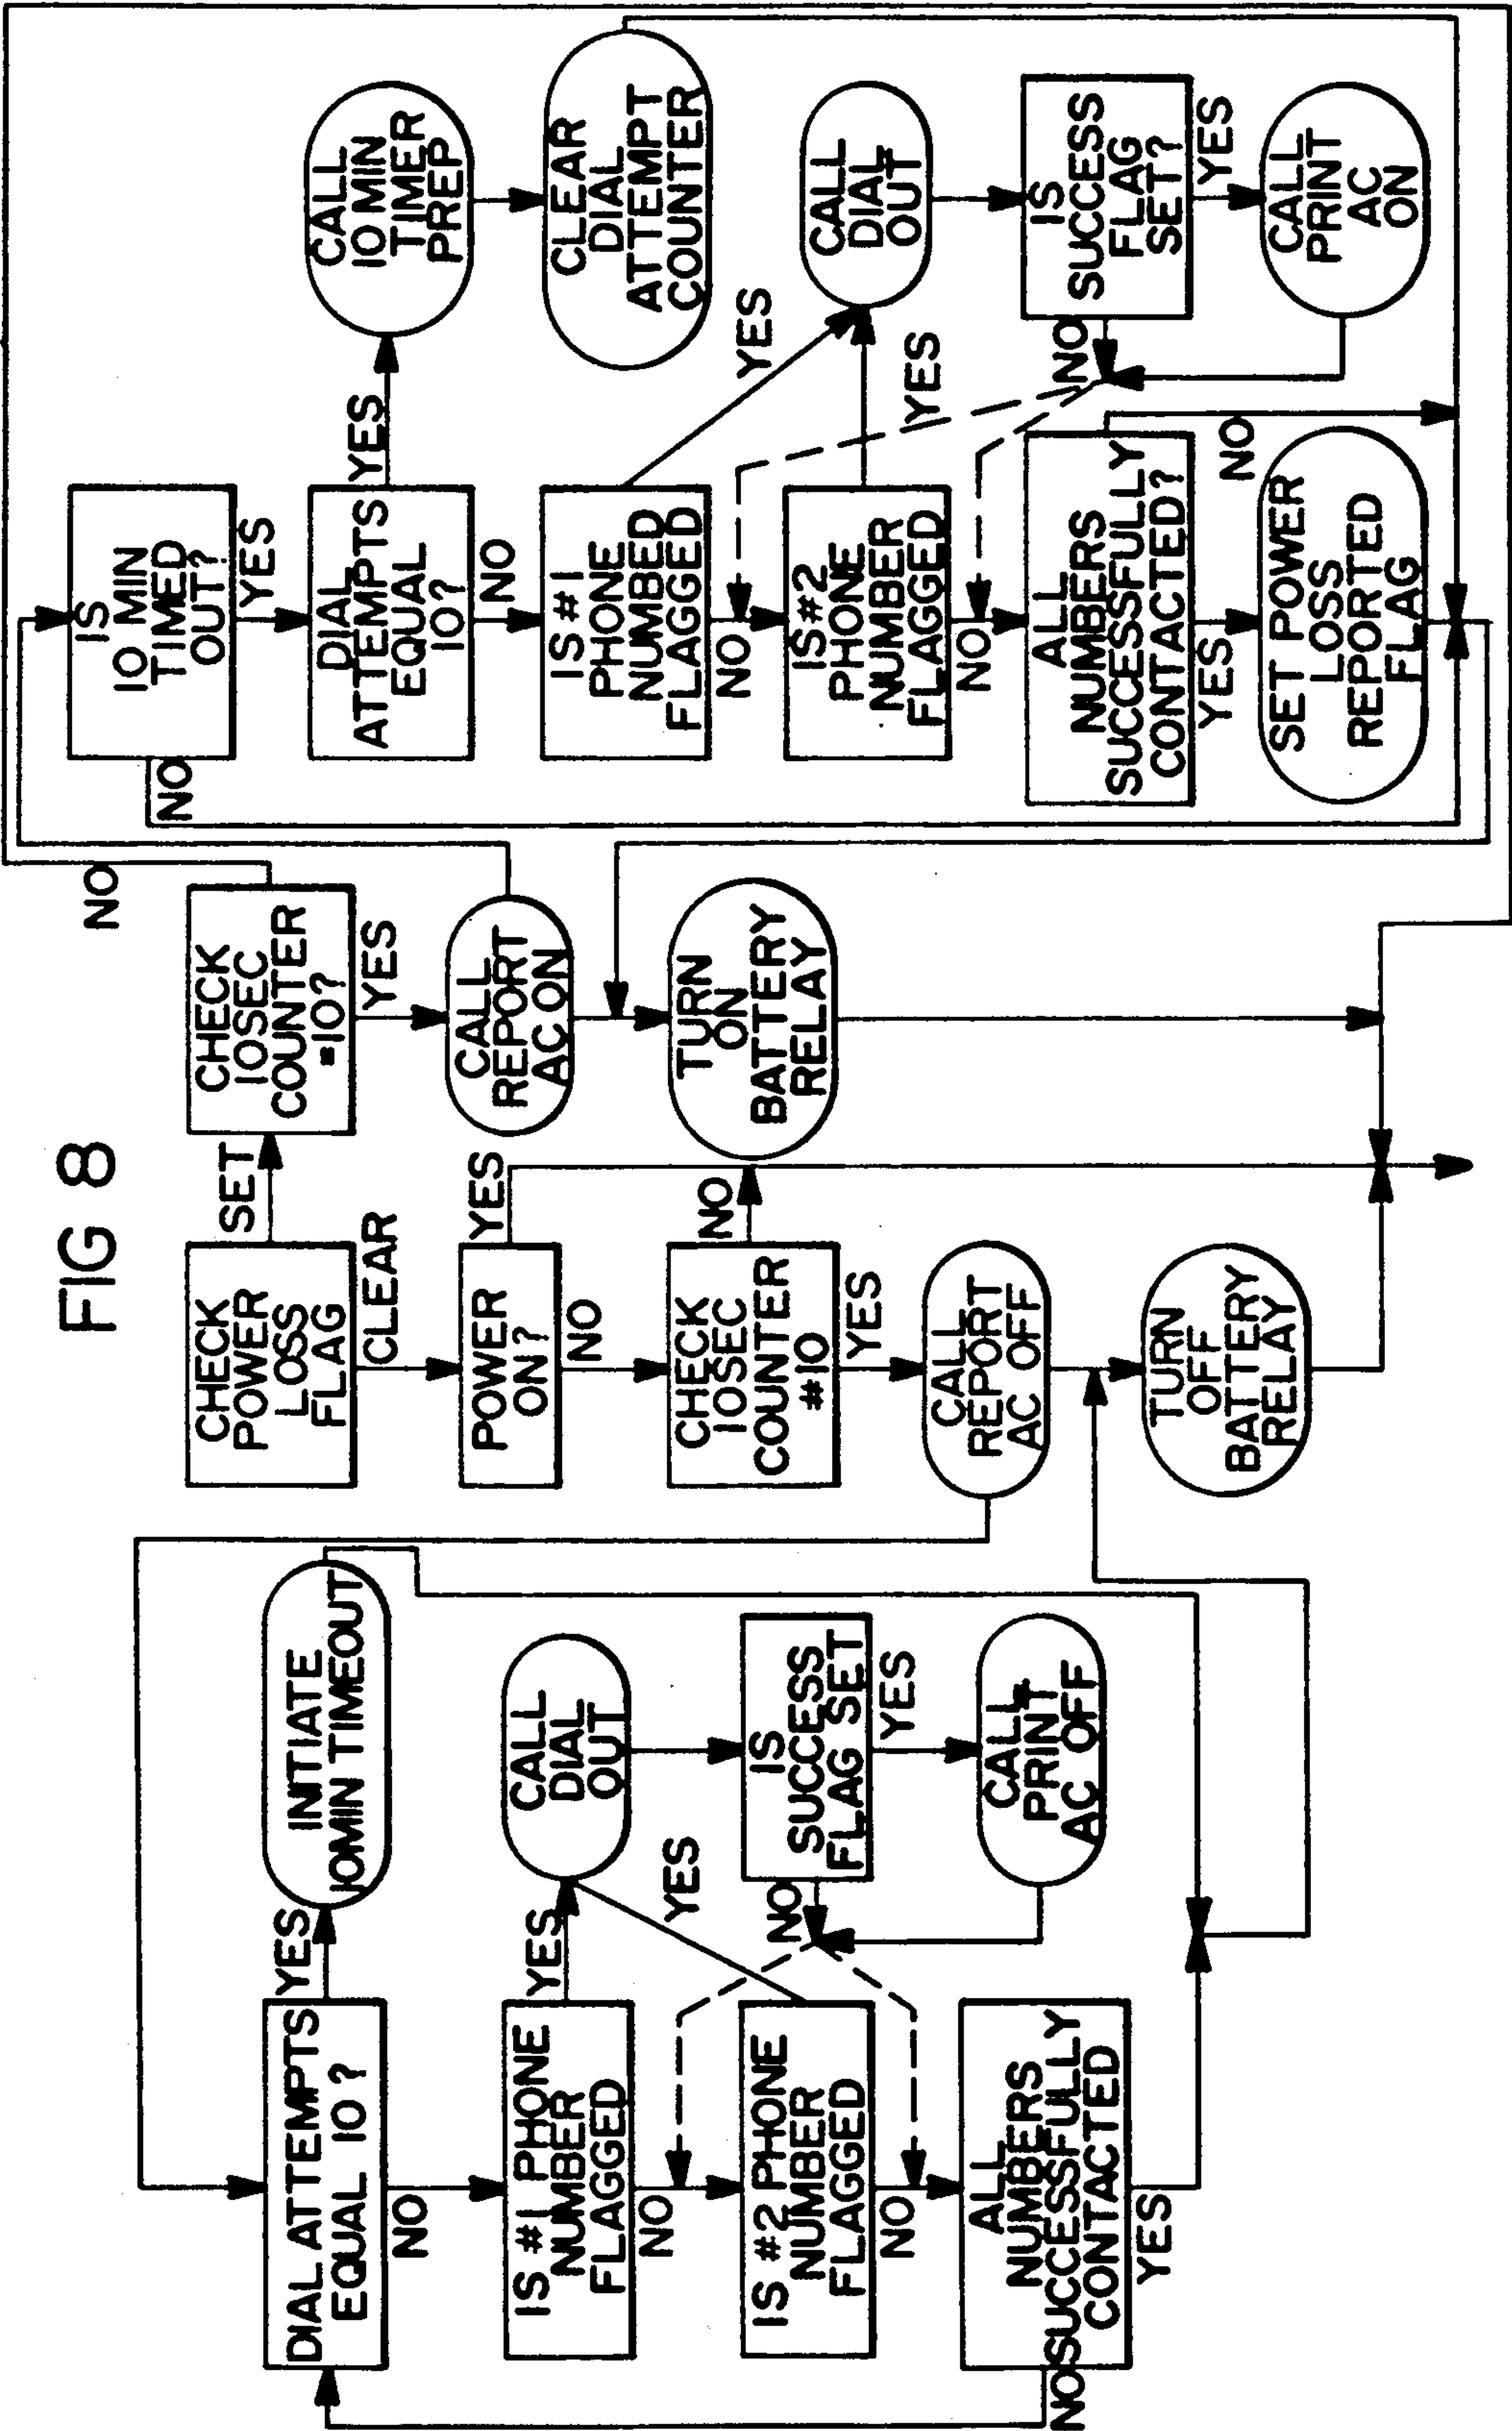 FIG 8
DIAL ATTEMPTS
EQUAL 10?
YES
NO
INITIATE
10MIN TIMEOUT
IS #1 PHONE
NUMBER
FLAGGED
YES
NO
CALL
DIAL
OUT
YES
IS #2 PHONE
NUMBER
FLAGGED
NO
IS
SUCCESS
FLAG SET
NO
YES
CALL
PRINT
AC OFF
ALL
NUMBERS
SUCCESSFULLY
CONTACTED
NO
YES
CHECK
POWER
LOSS
FLAG
SET
CLEAR
POWER
ON?
YES
NO
CHECK
10SEC
COUNTER
#10
NO
YES
CALL
REPORT
AC OFF
TURN
OFF
BATTERY
RELAY
CHECK
10SEC
COUNTER
=10?
NO
YES
CALL
REPORT
AC ON
TURN
ON
BATTERY
RELAY
IS
10 MIN
TIMED
OUT?
NO
YES
DIAL
ATTEMPTS
EQUAL
10?
YES
NO
CALL
10 MIN
TIMER
PREP
CLEAR
DIAL
ATTEMPT
COUNTER
IS #1
PHONE
NUMBED
FLAGGED
YES
NO
IS #2
PHONE
NUMBER
FLAGGED
YES
NO
CALL
DIAL
OUT
IS
SUCCESS
FLAG
SET?
NO
YES
CALL
PRINT
AC
ON
ALL
NUMBERS
SUCCESSFULLY
CONTACTED?
NO
YES
SET POWER
LOSS
REPORTED
FLAG